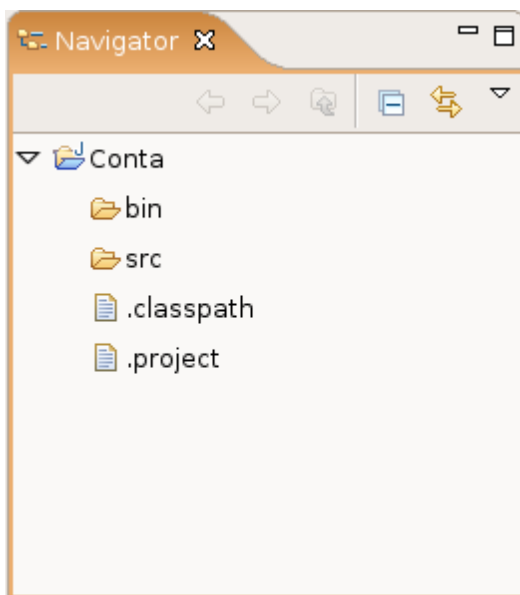 Navigator
Conta
bin
src
.classpath
.project